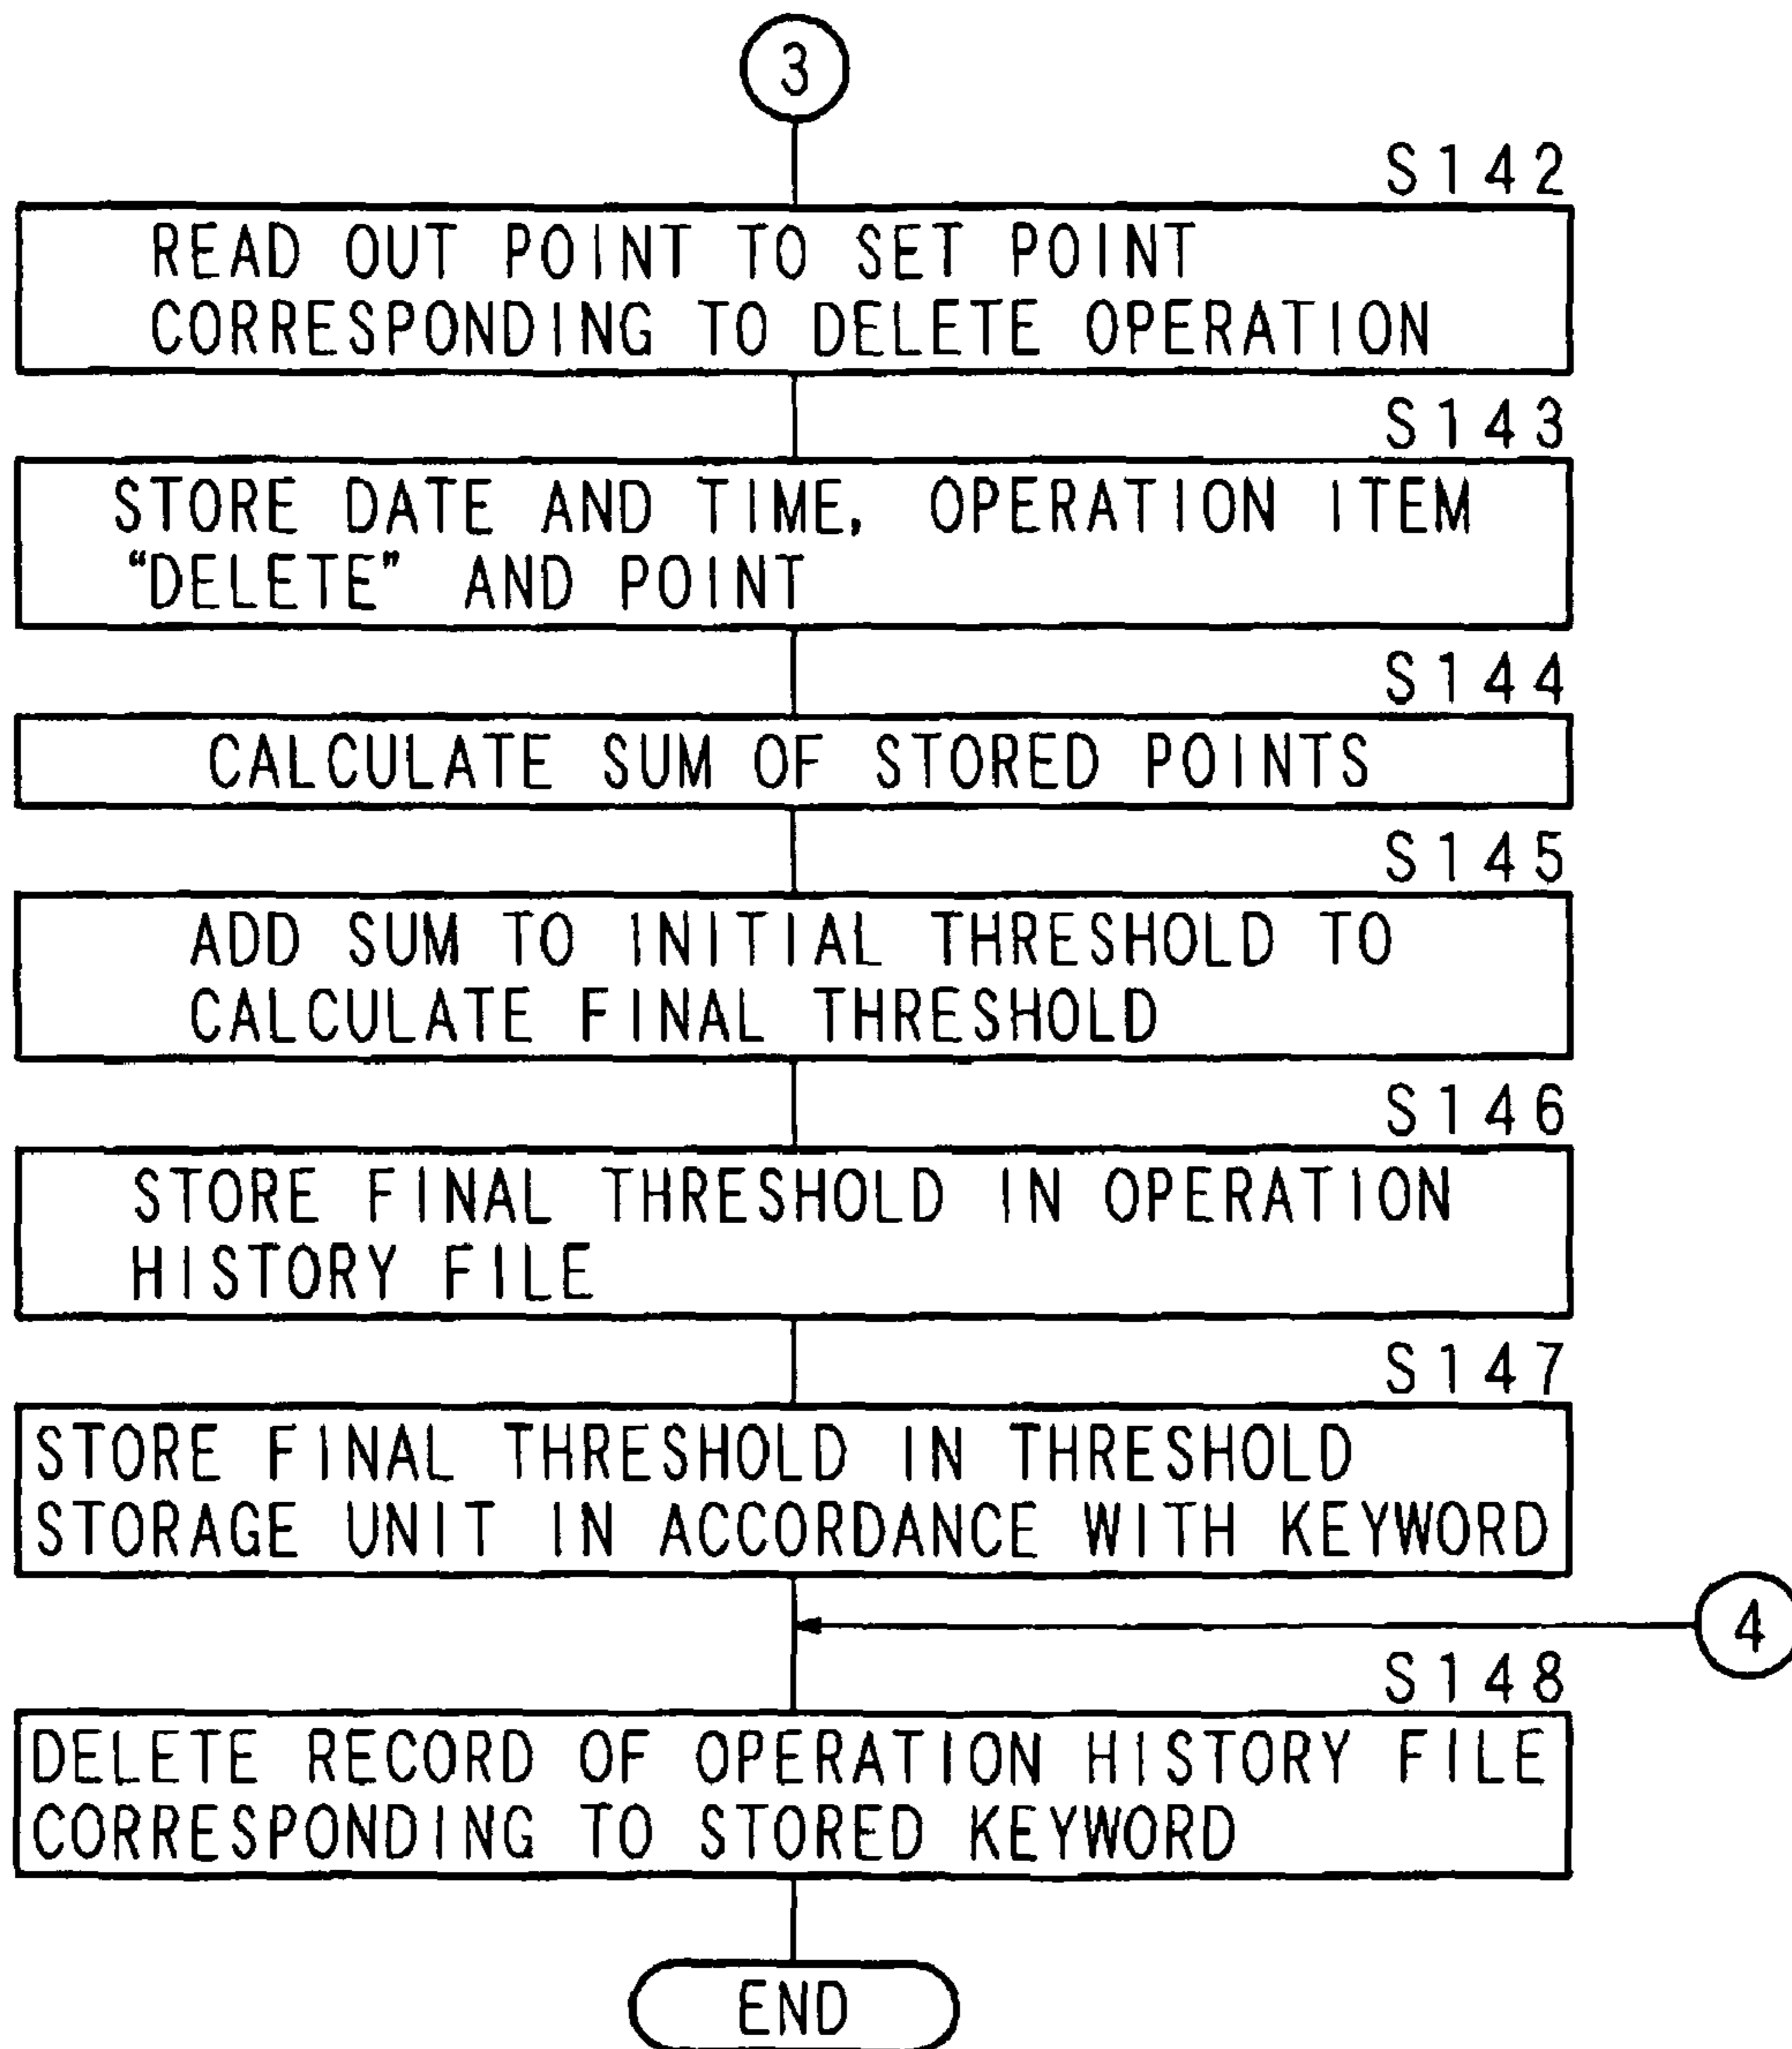 3
S142
READ OUT POINT TO SET POINT
CORRESPONDING TO DELETE OPERATION
S143
STORE DATE AND TIME, OPERATION ITEM
“DELETE” AND POINT
S144
CALCULATE SUM OF STORED POINTS
S145
ADD SUM TO INITIAL THRESHOLD TO
CALCULATE FINAL THRESHOLD
S146
STORE FINAL THRESHOLD IN OPERATION
HISTORY FILE
S147
STORE FINAL THRESHOLD IN THRESHOLD
STORAGE UNIT IN ACCORDANCE WITH KEYWORD
4
S148
DELETE RECORD OF OPERATION HISTORY FILE
CORRESPONDING TO STORED KEYWORD
END